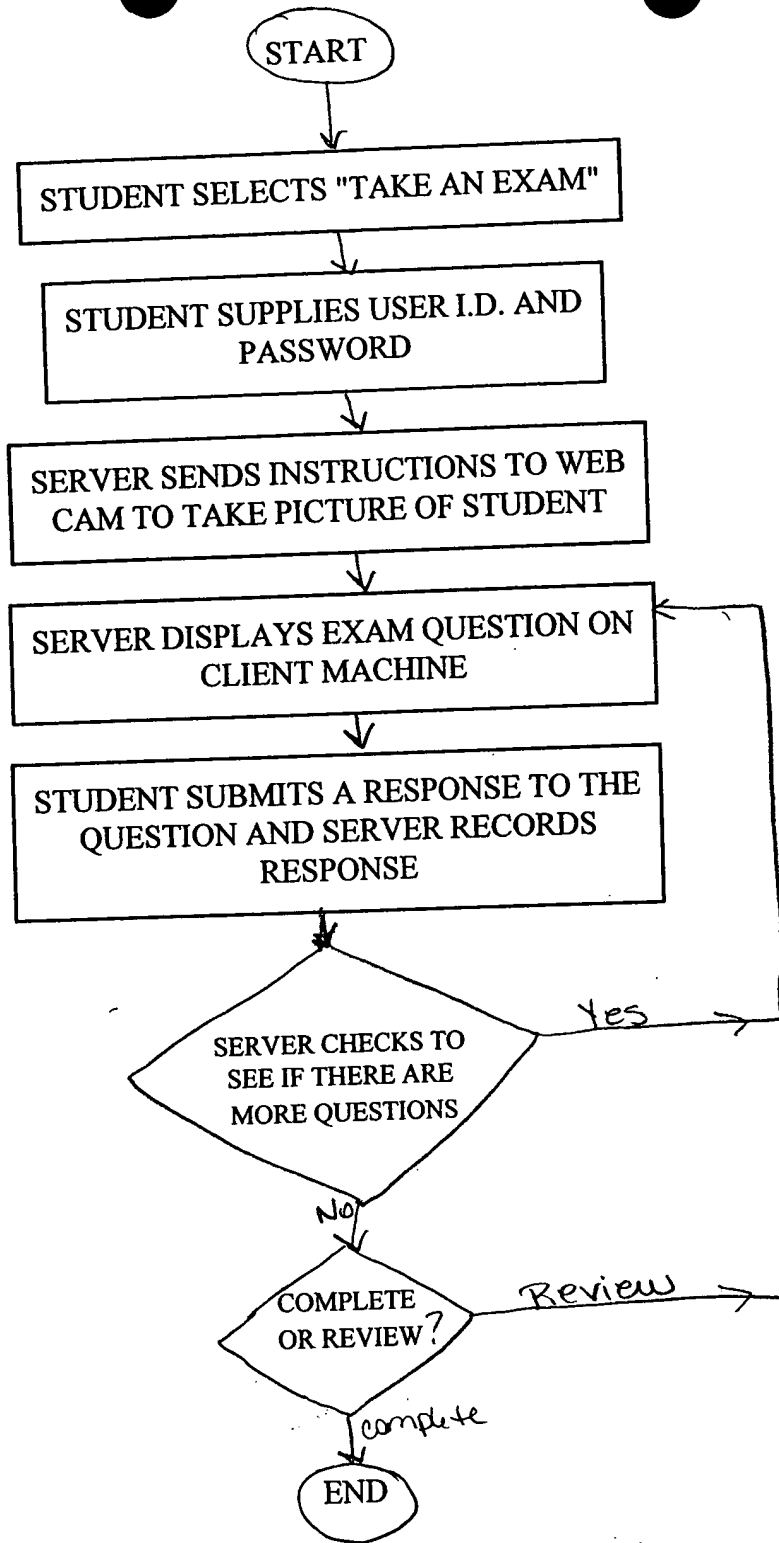 START
STUDENT SELECTS "TAKE AN EXAM"
STUDENT SUPPLIES USER I.D. AND
PASSWORD
SERVER SENDS INSTRUCTIONS TO WEB
CAM TO TAKE PICTURE OF STUDENT
SERVER DISPLAYS EXAM QUESTION ON
CLIENT MACHINE
STUDENT SUBMITS A RESPONSE TO THE
QUESTION AND SERVER RECORDS
RESPONSE
SERVER CHECKS TO
SEE IF THERE ARE
MORE QUESTIONS
Yes
No
COMPLETE
OR REVIEW?
Review
complete
END